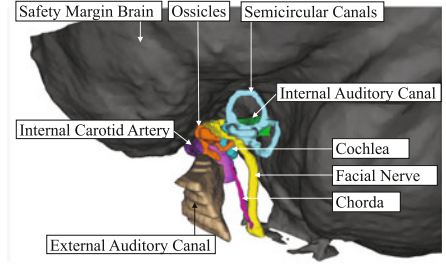 Safety Margin Brain
Ossicles
Semicircular Canals
Internal Auditory Canal
Internal Carotid Artery
Cochlea
Facial Nerve
Chorda
External Auditory Canal